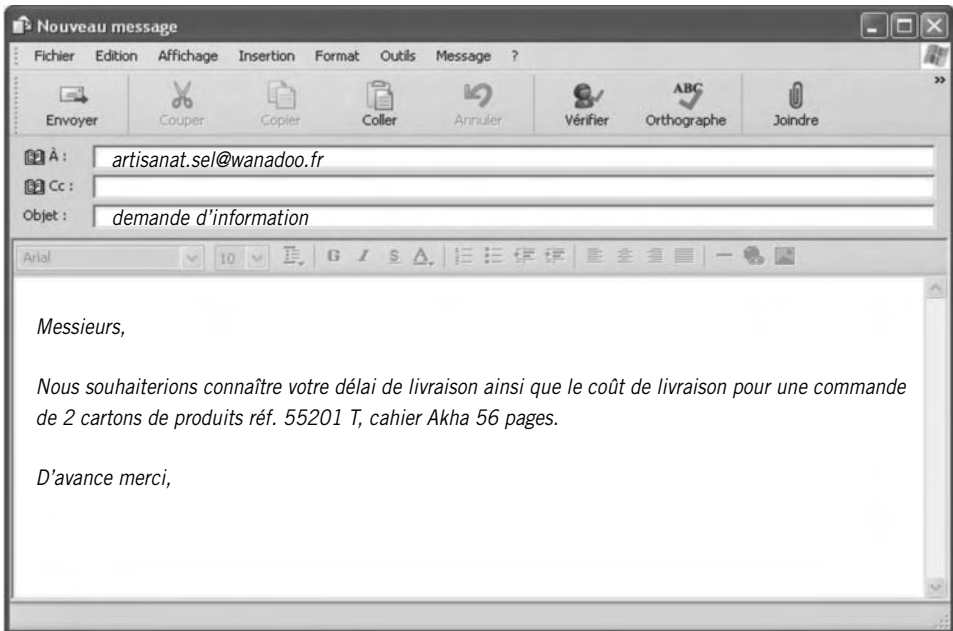 Nouveau message
Fichier Edition Affichage Insertion Format Outils Message ?
Envoyer Couper Copier Coller Annuler Vérifier Orthographe Joindre
À : artisanat.sel@wanadoo.fr
Cc :
Objet : demande d'information
Arial 10 G I S A
Messieurs,
Nous souhaiterions connaître votre délai de livraison ainsi que le coût de livraison pour une commande
de 2 cartons de produits réf. 55201 T, cahier Akha 56 pages.
D'avance merci,